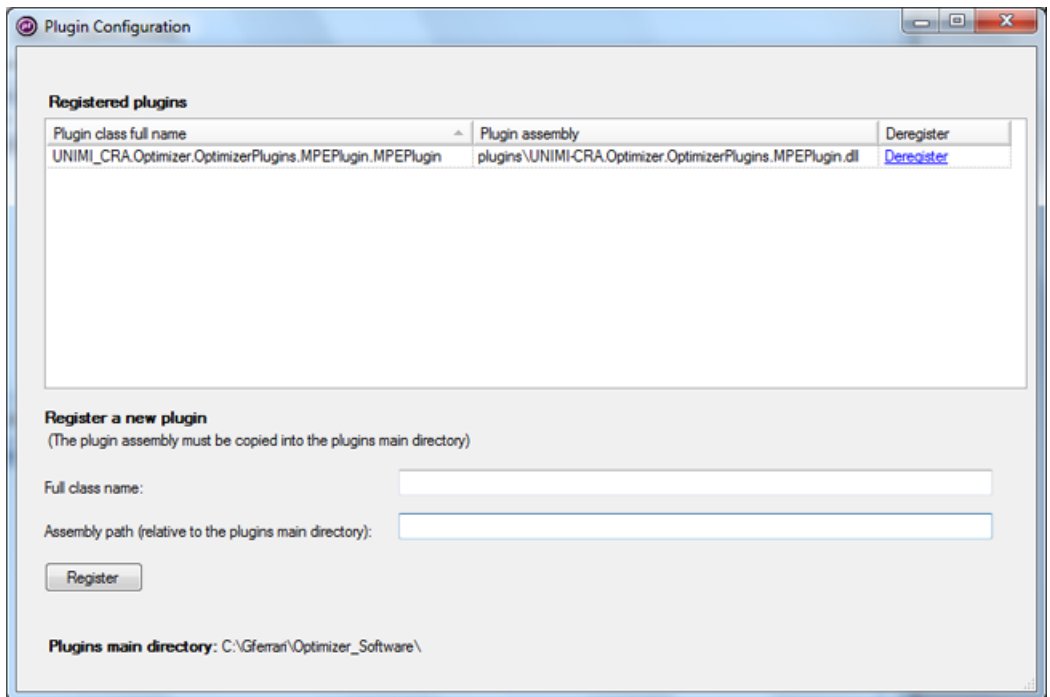 Plugin Configuration
Registered plugins
Plugin class full name Plugin assembly Deregister
UNIMI_CRA.Optimizer.OptimizerPlugins.MPEPlugin.MPEPlugin plugins\UNIMI-CRA.Optimizer.OptimizerPlugins.MPEPlugin.dll Deregister
Register a new plugin
(The plugin assembly must be copied into the plugins main directory)
Full class name:
Assembly path (relative to the plugins main directory):
Register
Plugins main directory: C:\Gferrari\Optimizer_Software\